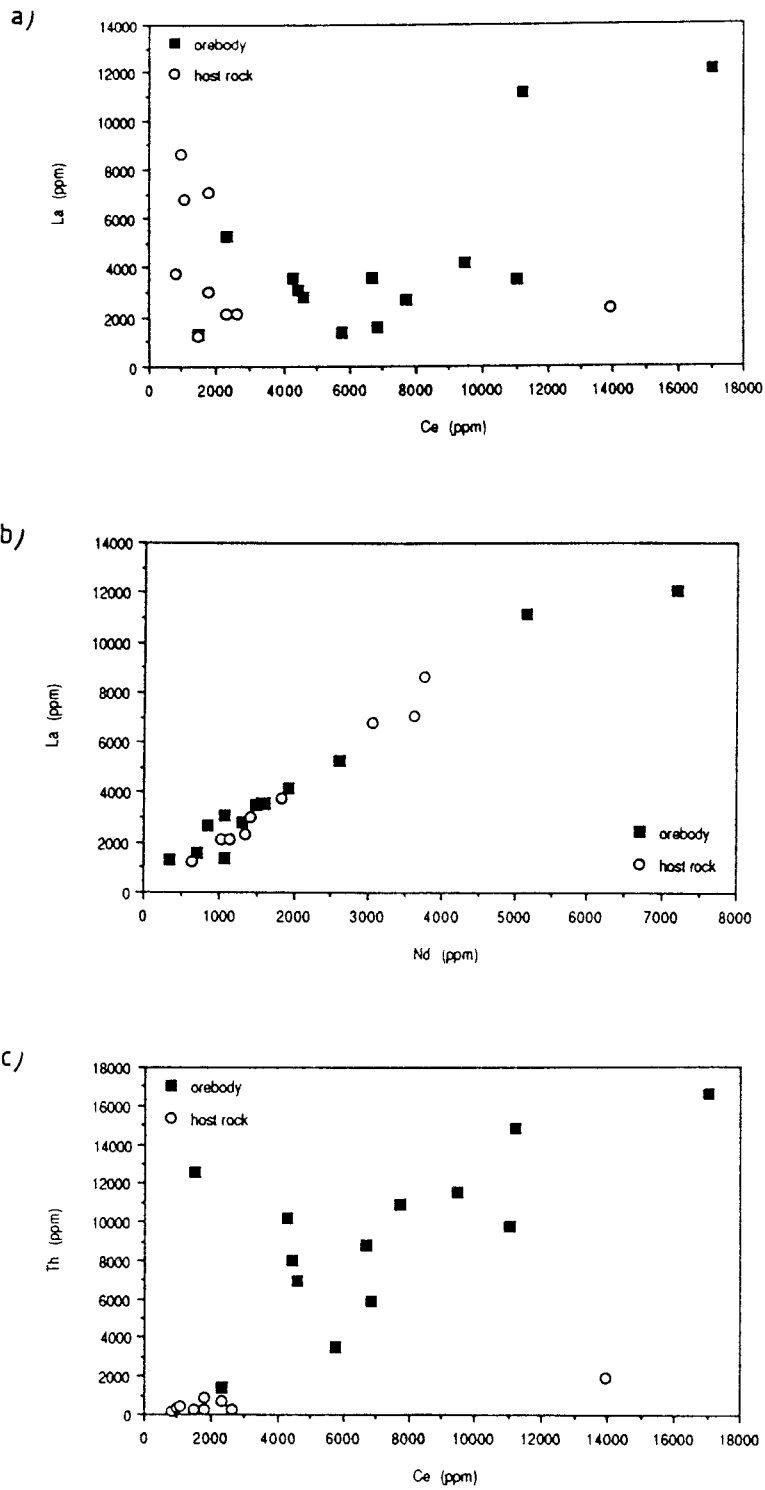 a)
14000
■ orebody
○ host rock
12000
10000
8000
La (ppm)
6000
4000
2000
0
0 2000 4000 6000 8000 10000 12000 14000 16000 18000
Ce (ppm)
b)
14000
12000
10000
8000
La (ppm)
6000
4000
2000
0
■ orebody
○ host rock
0 1000 2000 3000 4000 5000 6000 7000 8000
Nd (ppm)
c)
18000
■ orebody
16000
○ host rock
14000
12000
10000
Th (ppm)
8000
6000
4000
2000
0
0 2000 4000 6000 8000 10000 12000 14000 16000 18000
Ce (ppm)